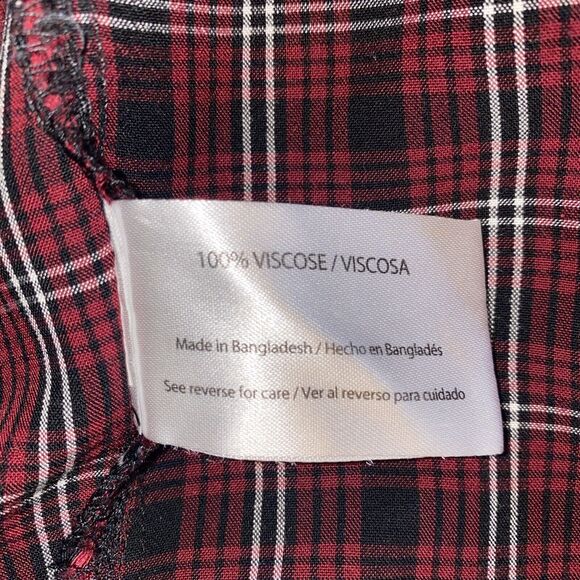 100% VISCOSE / VISCOSA
Made in Bangladesh / Hecho en Bangladés
See reverse for care / Ver al reverso para cuidado